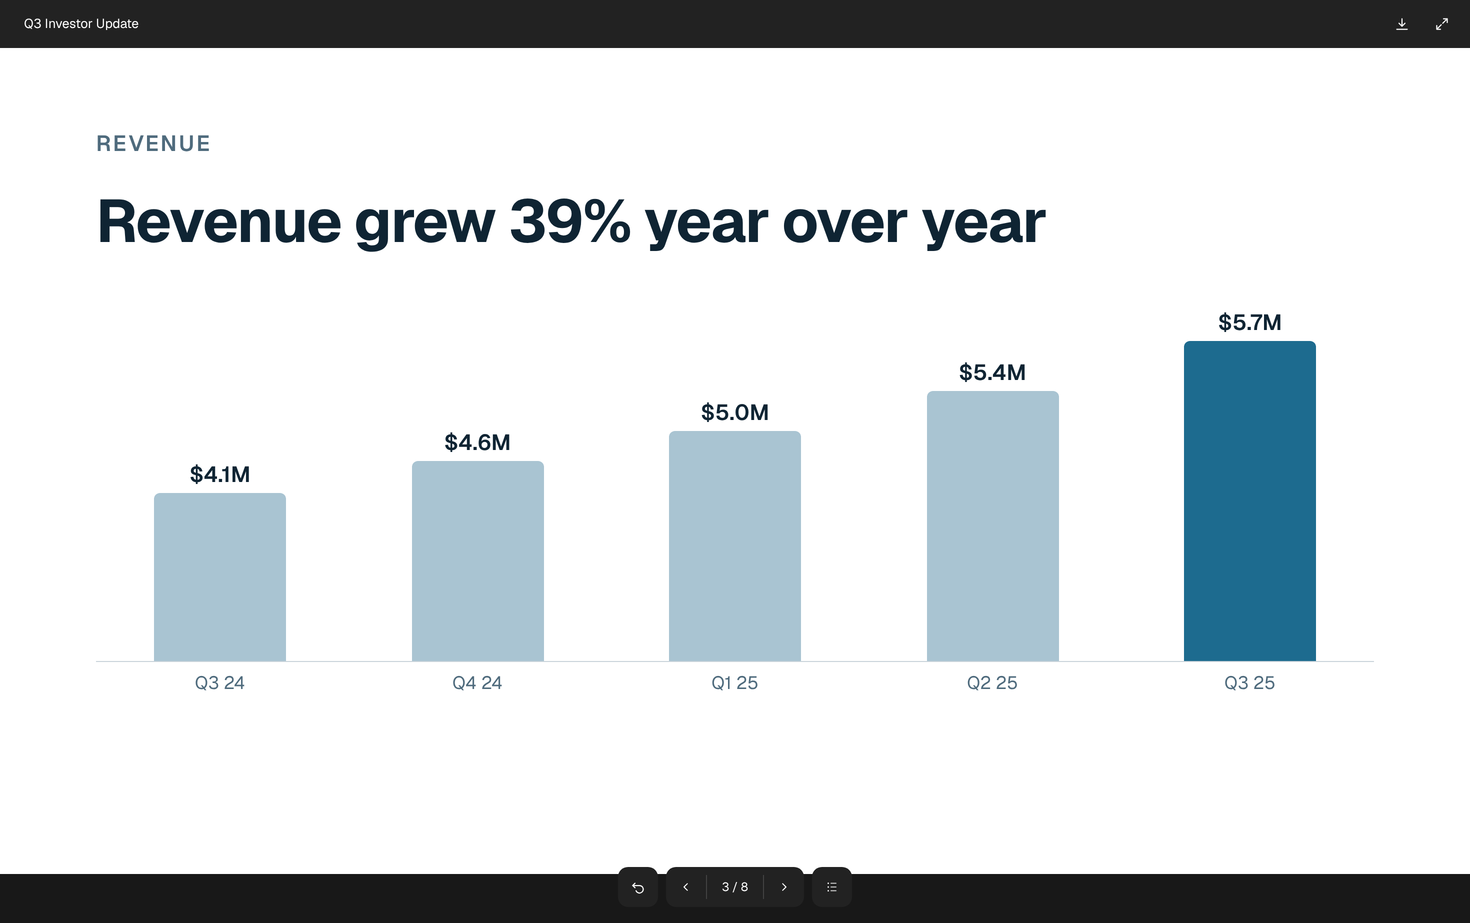 Q3 Investor Update
REVENUE
Revenue grew 39% year over year
$4.1M
$4.6M
$5.0M
$5.4M
$5.7M
Q3 24
Q4 24
Q1 25
Q2 25
Q3 25
3 / 8